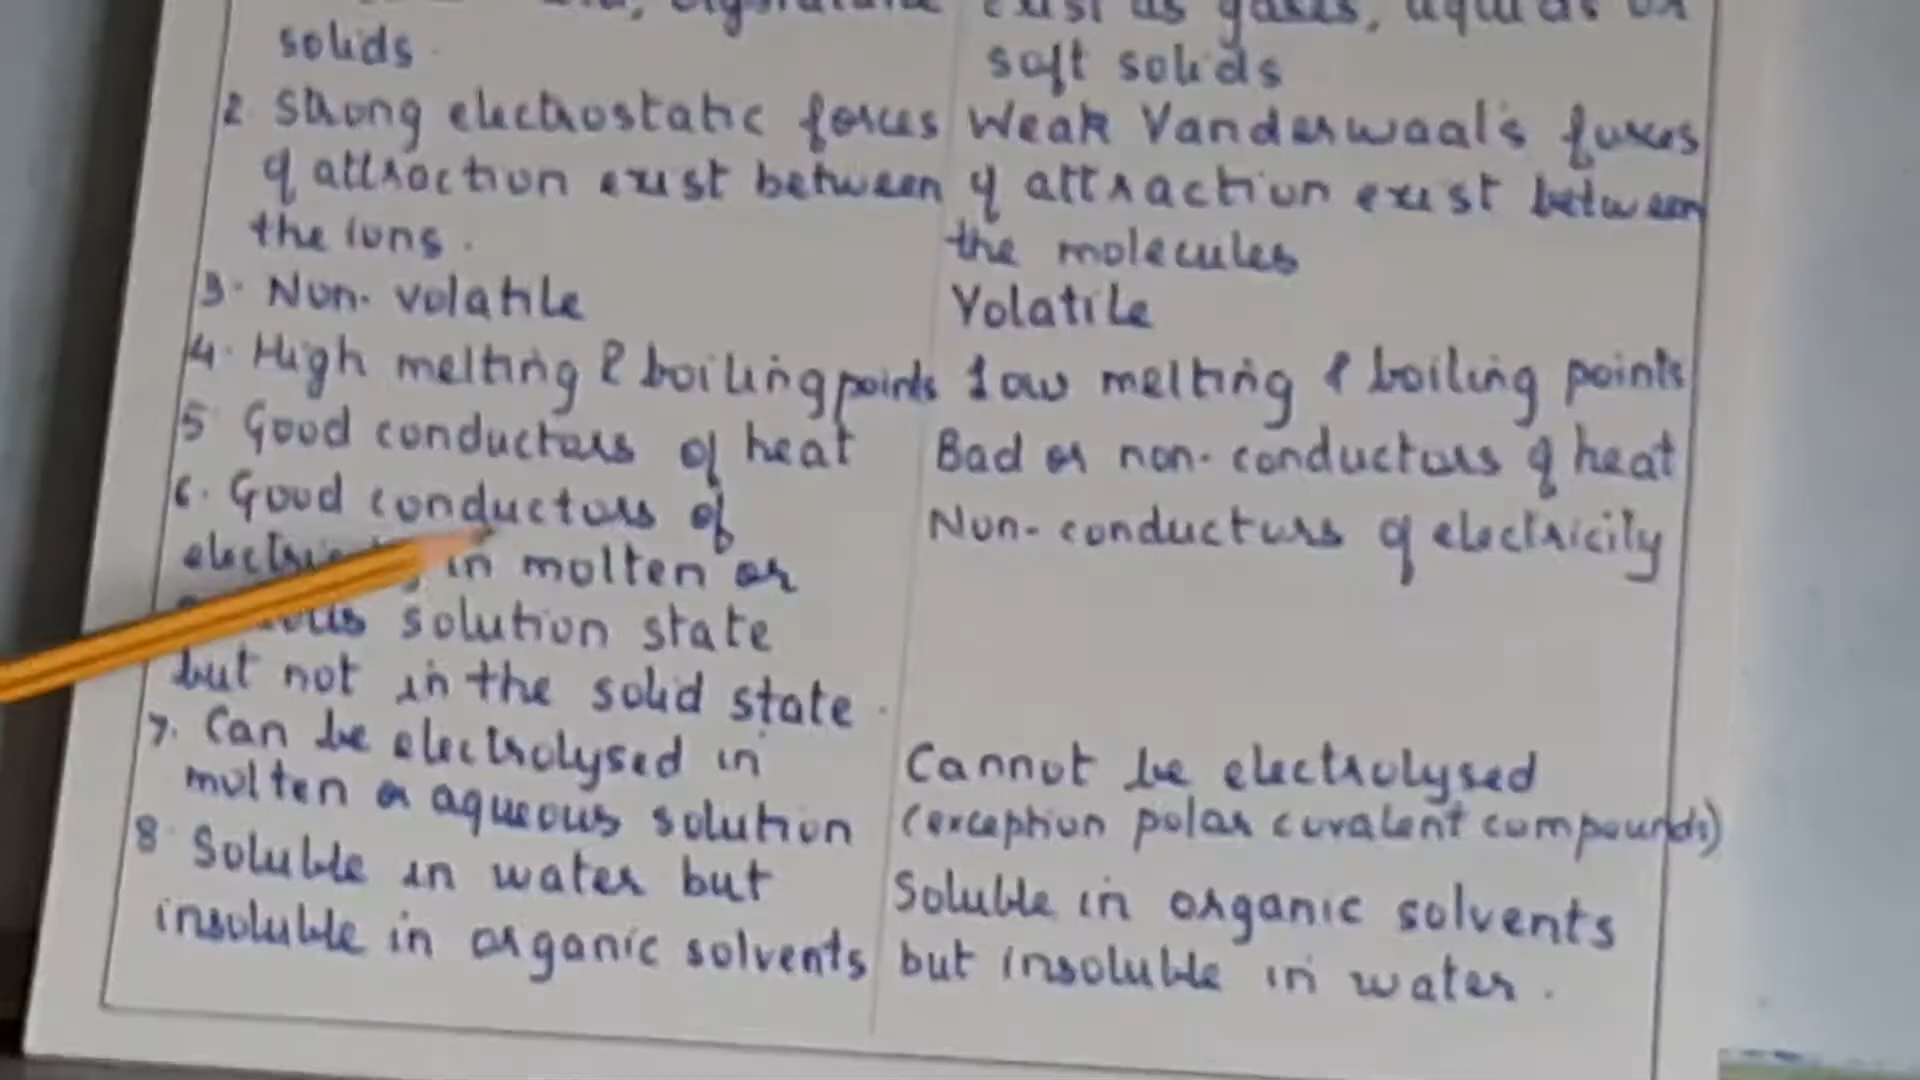 solids.
2. Strong electrostatic forces
of attraction exist between
the ions.
3. Non-volatile
4. High melting & boiling points
5. Good conductors of heat
6. Good conductors of
in molten or
solution state
but not in the solid state.
7. Can be electrolysed in
molten or aqueous solution
8. Soluble in water but
insoluble in organic solvents
exist as gases, liquids or
soft solids
Weak Vanderwaal's forces
of attraction exist between
the molecules
Volatile
Low melting & boiling points
Bad or non-conductors of heat
Non-conductors of electricity
Cannot be electrolysed
(exception polar covalent compounds)
Soluble in organic solvents
but insoluble in water.